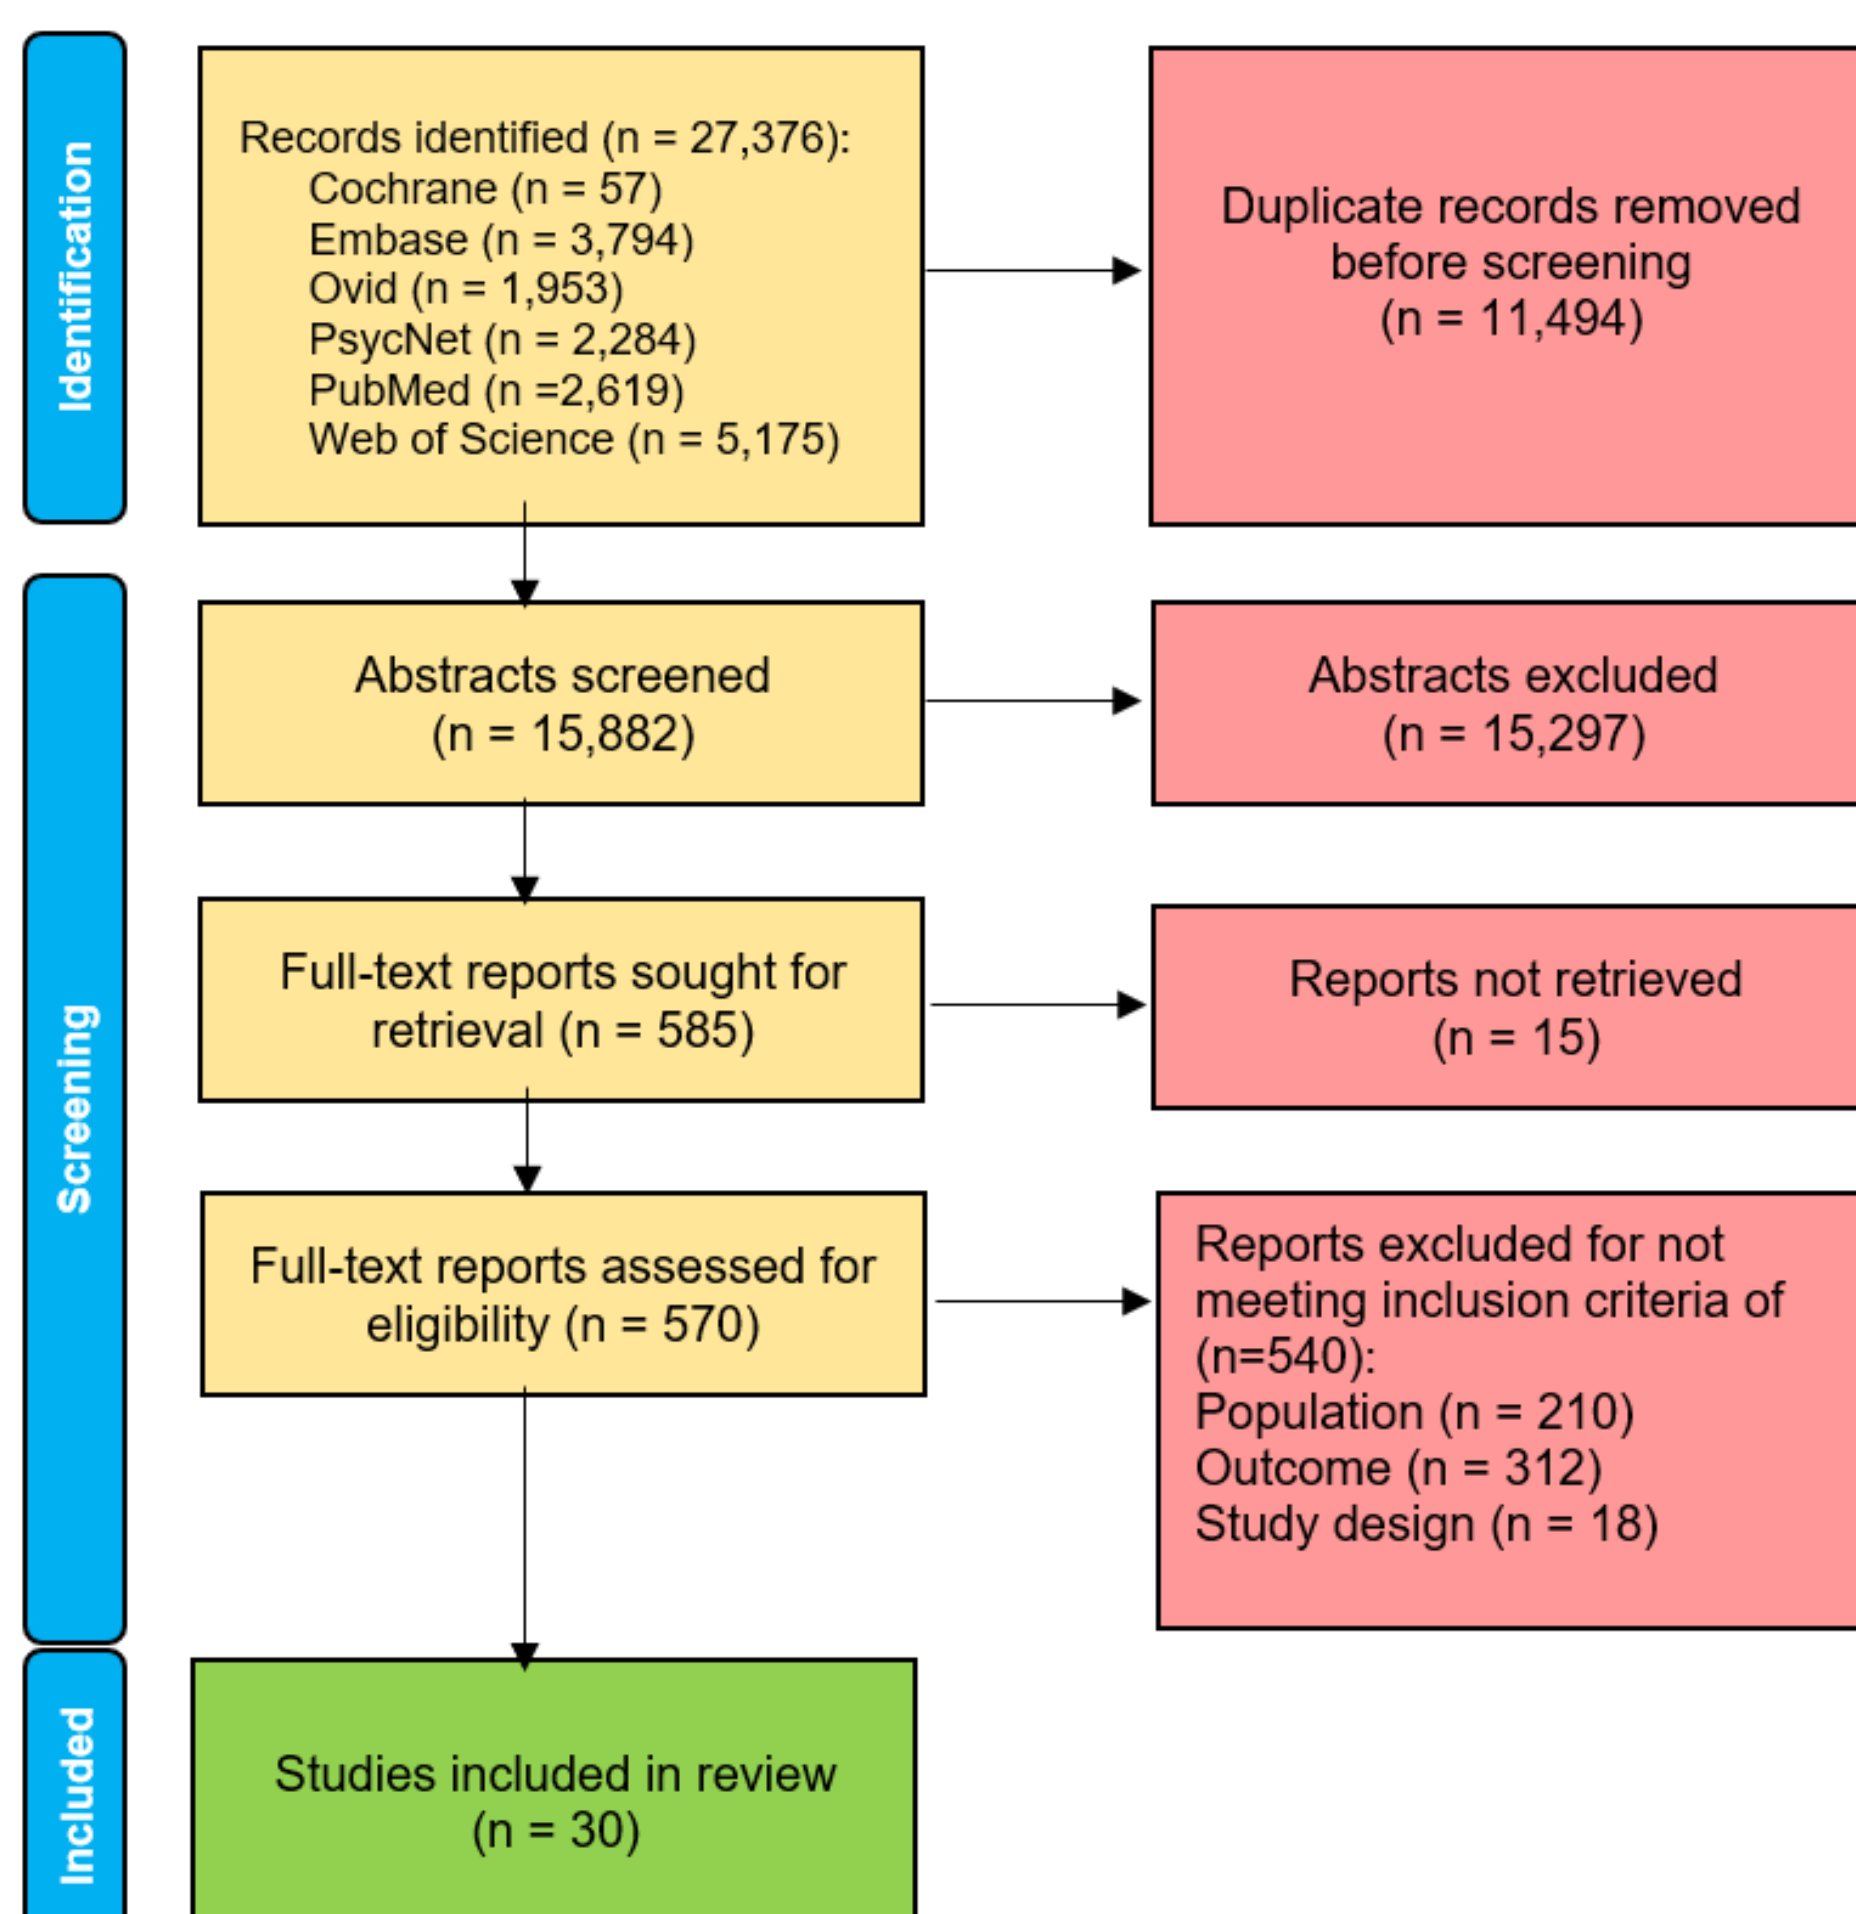 Identification
Records identified (n = 27,376):
Cochrane (n = 57)
Embase (n = 3,794)
Ovid (n = 1,953)
PsycNet (n = 2,284)
PubMed (n =2,619)
Web of Science (n = 5,175)
Duplicate records removed
before screening
(n = 11,494)
Screening
Abstracts screened
(n = 15,882)
Abstracts excluded
(n = 15,297)
Full-text reports sought for
retrieval (n = 585)
Reports not retrieved
(n = 15)
Full-text reports assessed for
eligibility (n = 570)
Reports excluded for not
meeting inclusion criteria of
(n=540):
Population (n = 210)
Outcome (n = 312)
Study design (n = 18)
Included
Studies included in review
(n = 30)